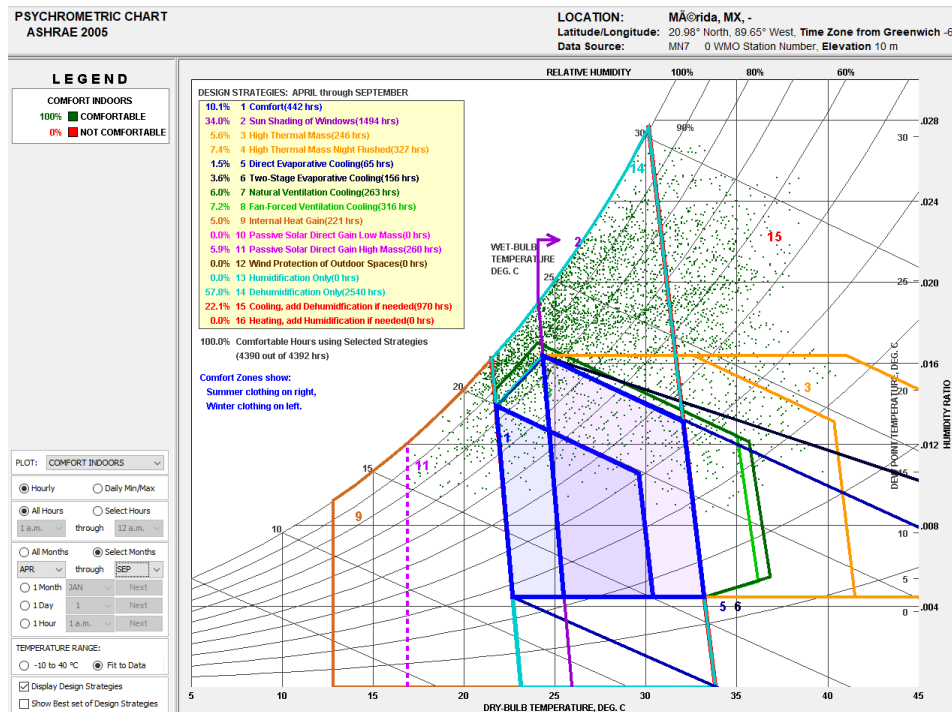 PSYCHROMETRIC CHART
ASHRAE 2005
LOCATION: MÃ©rida, MX, -
Latitude/Longitude: 20.98° North, 89.65° West, Time Zone from Greenwich -6
Data Source: MN7 0 WMO Station Number, Elevation 10 m
LEGEND
COMFORT INDOORS
100% COMFORTABLE
0% NOT COMFORTABLE
RELATIVE HUMIDITY 100% 80% 60%
90%
DESIGN STRATEGIES: APRIL through SEPTEMBER
10.1% 1 Comfort(442 hrs)
34.0% 2 Sun Shading of Windows(1494 hrs)
5.6% 3 High Thermal Mass(246 hrs)
7.4% 4 High Thermal Mass Night Flushed(327 hrs)
1.5% 5 Direct Evaporative Cooling(65 hrs)
3.6% 6 Two-Stage Evaporative Cooling(156 hrs)
6.0% 7 Natural Ventilation Cooling(263 hrs)
7.2% 8 Fan-Forced Ventilation Cooling(316 hrs)
5.0% 9 Internal Heat Gain(221 hrs)
0.0% 10 Passive Solar Direct Gain Low Mass(0 hrs)
5.9% 11 Passive Solar Direct Gain High Mass(260 hrs)
0.0% 12 Wind Protection of Outdoor Spaces(0 hrs)
0.0% 13 Humidification Only(0 hrs)
57.8% 14 Dehumidification Only(2540 hrs)
22.1% 15 Cooling, add Dehumidfication if needed(970 hrs)
0.0% 16 Heating, add Humidification if needed(0 hrs)
100.0% Comfortable Hours using Selected Strategies
(4390 out of 4392 hrs)
Comfort Zones show:
Summer clothing on right,
Winter clothing on left.
WET-BULB
TEMPERATURE
DEG. C
10
15
20
25
30
1
2
3
5 6
9
11
14
15
DEW POINT TEMPERATURE, DEG. C
30
25
20
15
10
5
0
HUMIDITY RATIO
.028
.024
.020
.016
.012
.008
.004
5 10 15 20 25 30 35 40 45
DRY-BULB TEMPERATURE, DEG. C
PLOT: COMFORT INDOORS
Hourly Daily Min/Max
All Hours Select Hours
1 a.m. through 12 a.m.
All Months Select Months
APR through SEP
1 Month JAN Next
1 Day 1 Next
1 Hour 1 a.m. Next
TEMPERATURE RANGE:
-10 to 40 °C Fit to Data
Display Design Strategies
Show Best set of Design Strategies